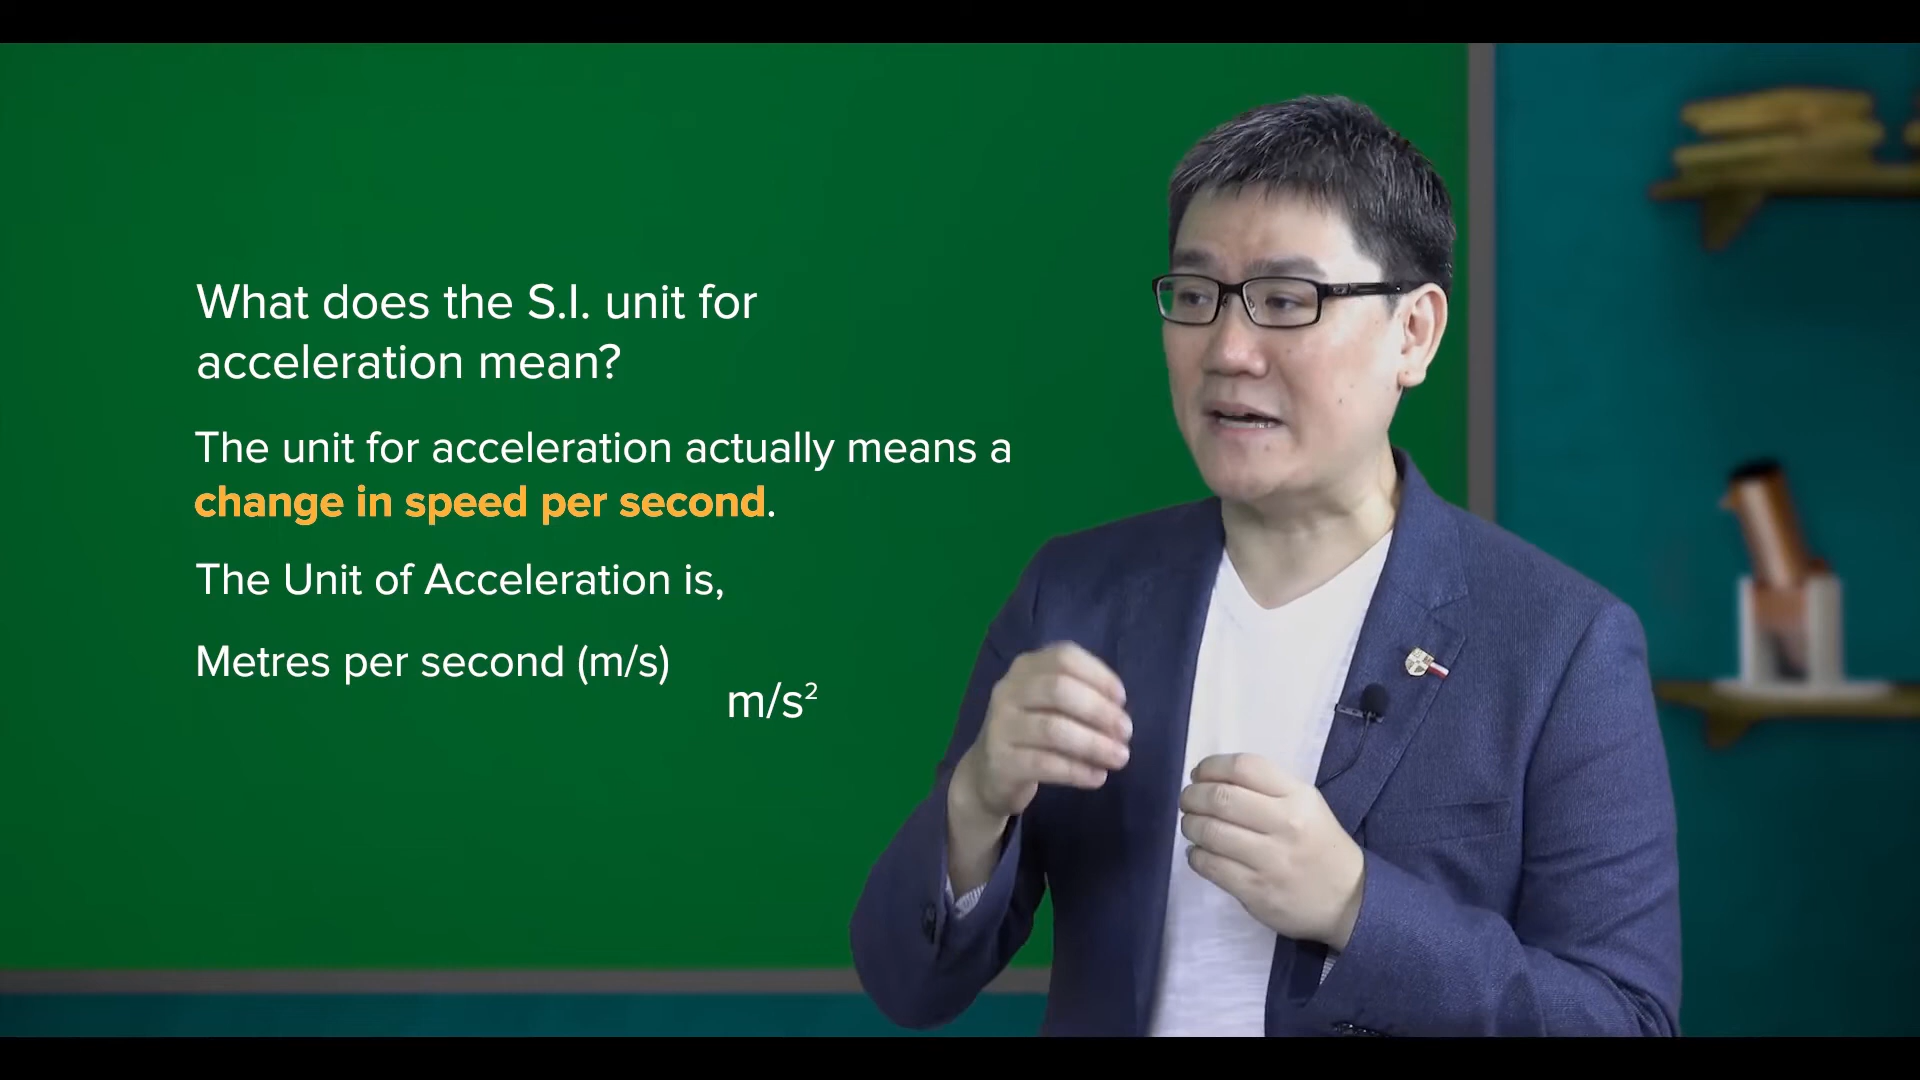 What does the S.I. unit for
acceleration mean?
The unit for acceleration actually means a
change in speed per second.
The Unit of Acceleration is,
Metres per second (m/s)
m/s²